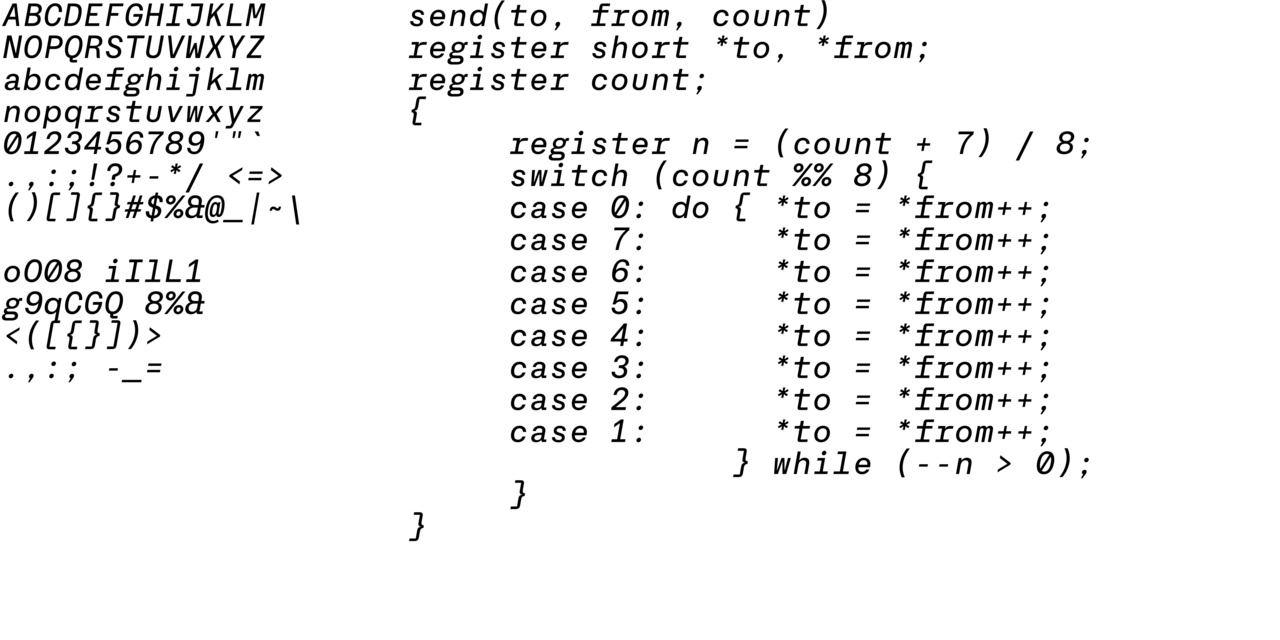 ABCDEFGHIJKLM
NOPQRSTUVWXYZ
abcdefghijklm
nopqrstuvwxyz
0123456789'"`
.,:;!?+-*/ <=>
()[]{}#$%&@_|~\

oO08 iIlL1
g9qCGQ 8%&
<([{}])>
.,:; -_=

send(to, from, count)
register short *to, *from;
register count;
{
     register n = (count + 7) / 8;
     switch (count %% 8) {
     case 0: do { *to = *from++;
     case 7:      *to = *from++;
     case 6:      *to = *from++;
     case 5:      *to = *from++;
     case 4:      *to = *from++;
     case 3:      *to = *from++;
     case 2:      *to = *from++;
     case 1:      *to = *from++;
                } while (--n > 0);
     }
}